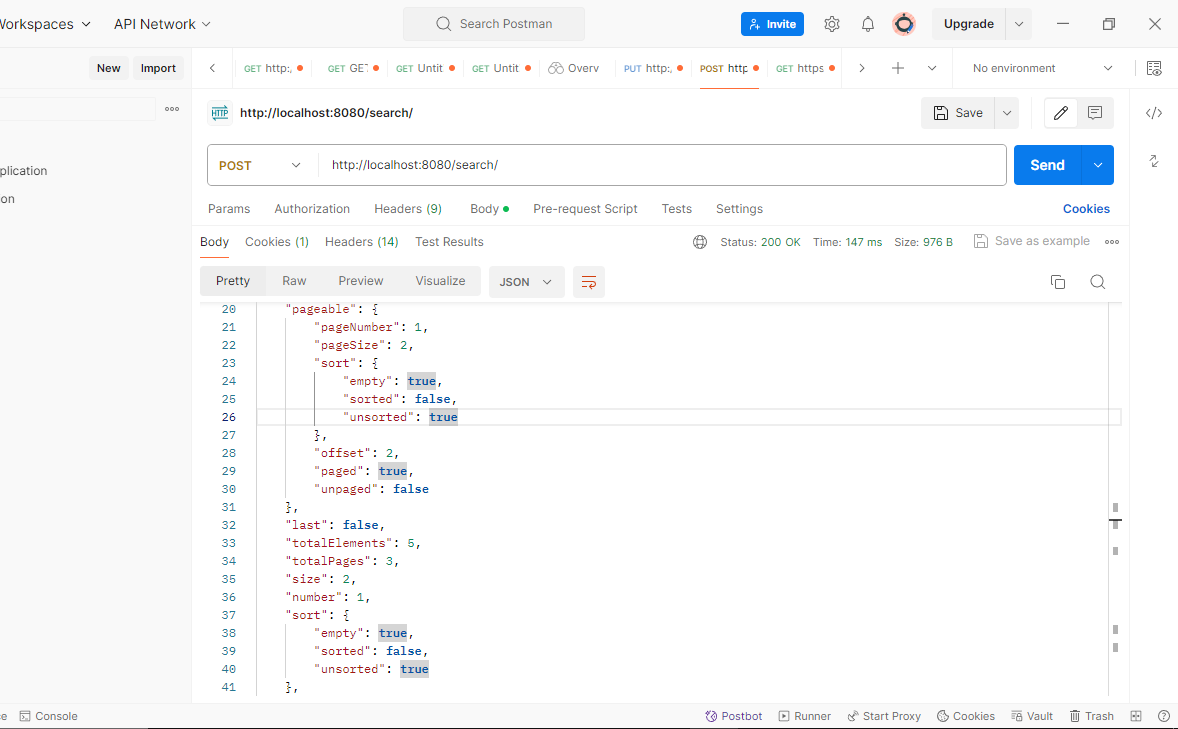 Workspaces API Network Search Postman Invite Upgrade
New Import
GET http:, GET GET GET Untit GET Untit Overv PUT http:, POST http GET https No environment
HTTP http://localhost:8080/search/ Save
POST http://localhost:8080/search/ Send
plication
on
Params Authorization Headers (9) Body Pre-request Script Tests Settings Cookies
Body Cookies (1) Headers (14) Test Results Status: 200 OK Time: 147 ms Size: 976 B Save as example
Pretty Raw Preview Visualize JSON
20 "pageable": {
21 "pageNumber": 1,
22 "pageSize": 2,
23 "sort": {
24 "empty": true,
25 "sorted": false,
26 "unsorted": true
27 },
28 "offset": 2,
29 "paged": true,
30 "unpaged": false
31 },
32 "last": false,
33 "totalElements": 5,
34 "totalPages": 3,
35 "size": 2,
36 "number": 1,
37 "sort": {
38 "empty": true,
39 "sorted": false,
40 "unsorted": true
41 },
e Console Postbot Runner Start Proxy Cookies Vault Trash